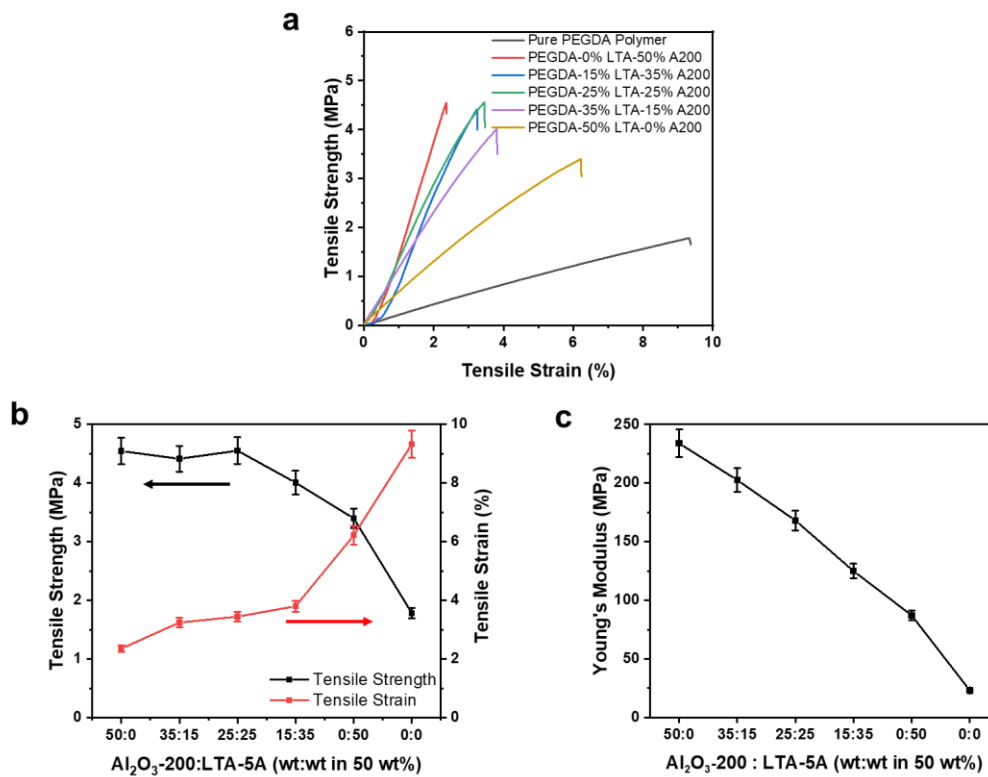 a
6
5
4
3
2
1
0
Tensile Strength (MPa)
Pure PEGDA Polymer
PEGDA-0% LTA-50% A200
PEGDA-15% LTA-35% A200
PEGDA-25% LTA-25% A200
PEGDA-35% LTA-15% A200
PEGDA-50% LTA-0% A200
0 2 4 6 8 10
Tensile Strain (%)
b
5
4
3
2
1
0
Tensile Strength (MPa)
10
8
6
4
2
0
Tensile Strain (%)
Tensile Strength
Tensile Strain
50:0 35:15 25:25 15:35 0:50 0:0
Al₂O₃-200:LTA-5A (wt:wt in 50 wt%)
c
250
200
150
100
50
0
Young's Modulus (MPa)
50:0 35:15 25:25 15:35 0:50 0:0
Al₂O₃-200 : LTA-5A (wt:wt in 50 wt%)